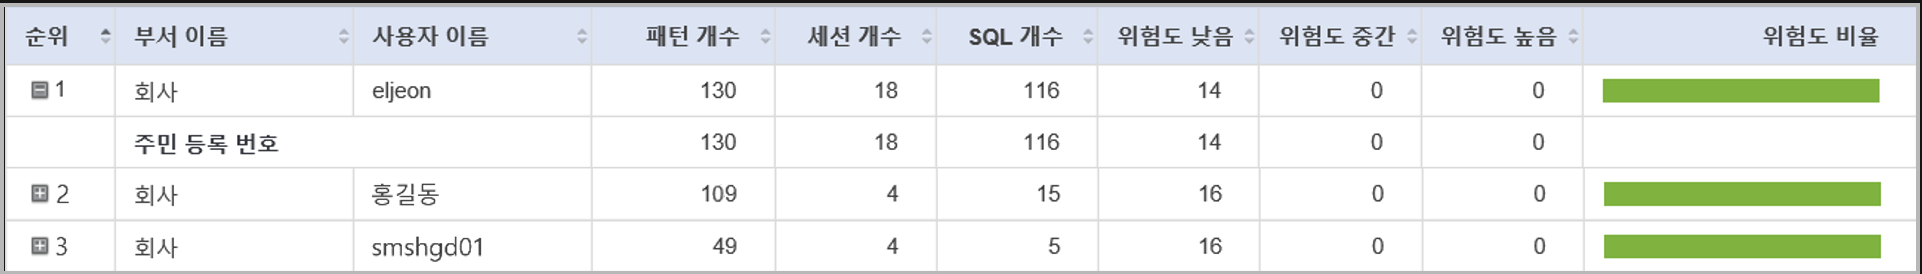 순위 부서 이름 사용자 이름 패턴 개수 세션 개수 SQL 개수 위험도 낮음 위험도 중간 위험도 높음 위험도 비율
1 회사 eljeon 130 18 116 14 0 0
주민 등록 번호 130 18 116 14 0 0
2 회사 홍길동 109 4 15 16 0 0
3 회사 smshgd01 49 4 5 16 0 0